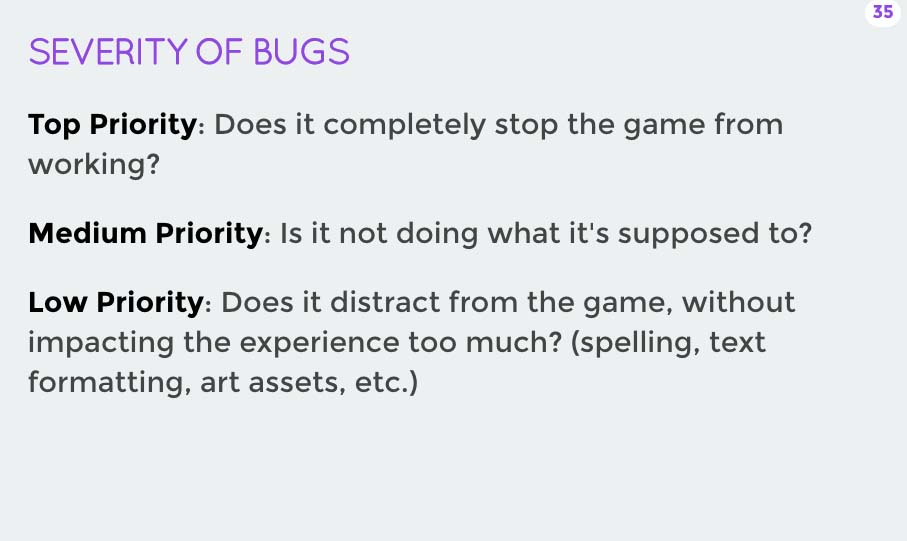 35
SEVERITY OF BUGS
Top Priority: Does it completely stop the game from
working?
Medium Priority: Is it not doing what it's supposed to?
Low Priority: Does it distract from the game, without
impacting the experience too much? (spelling, text
formatting, art assets, etc.)